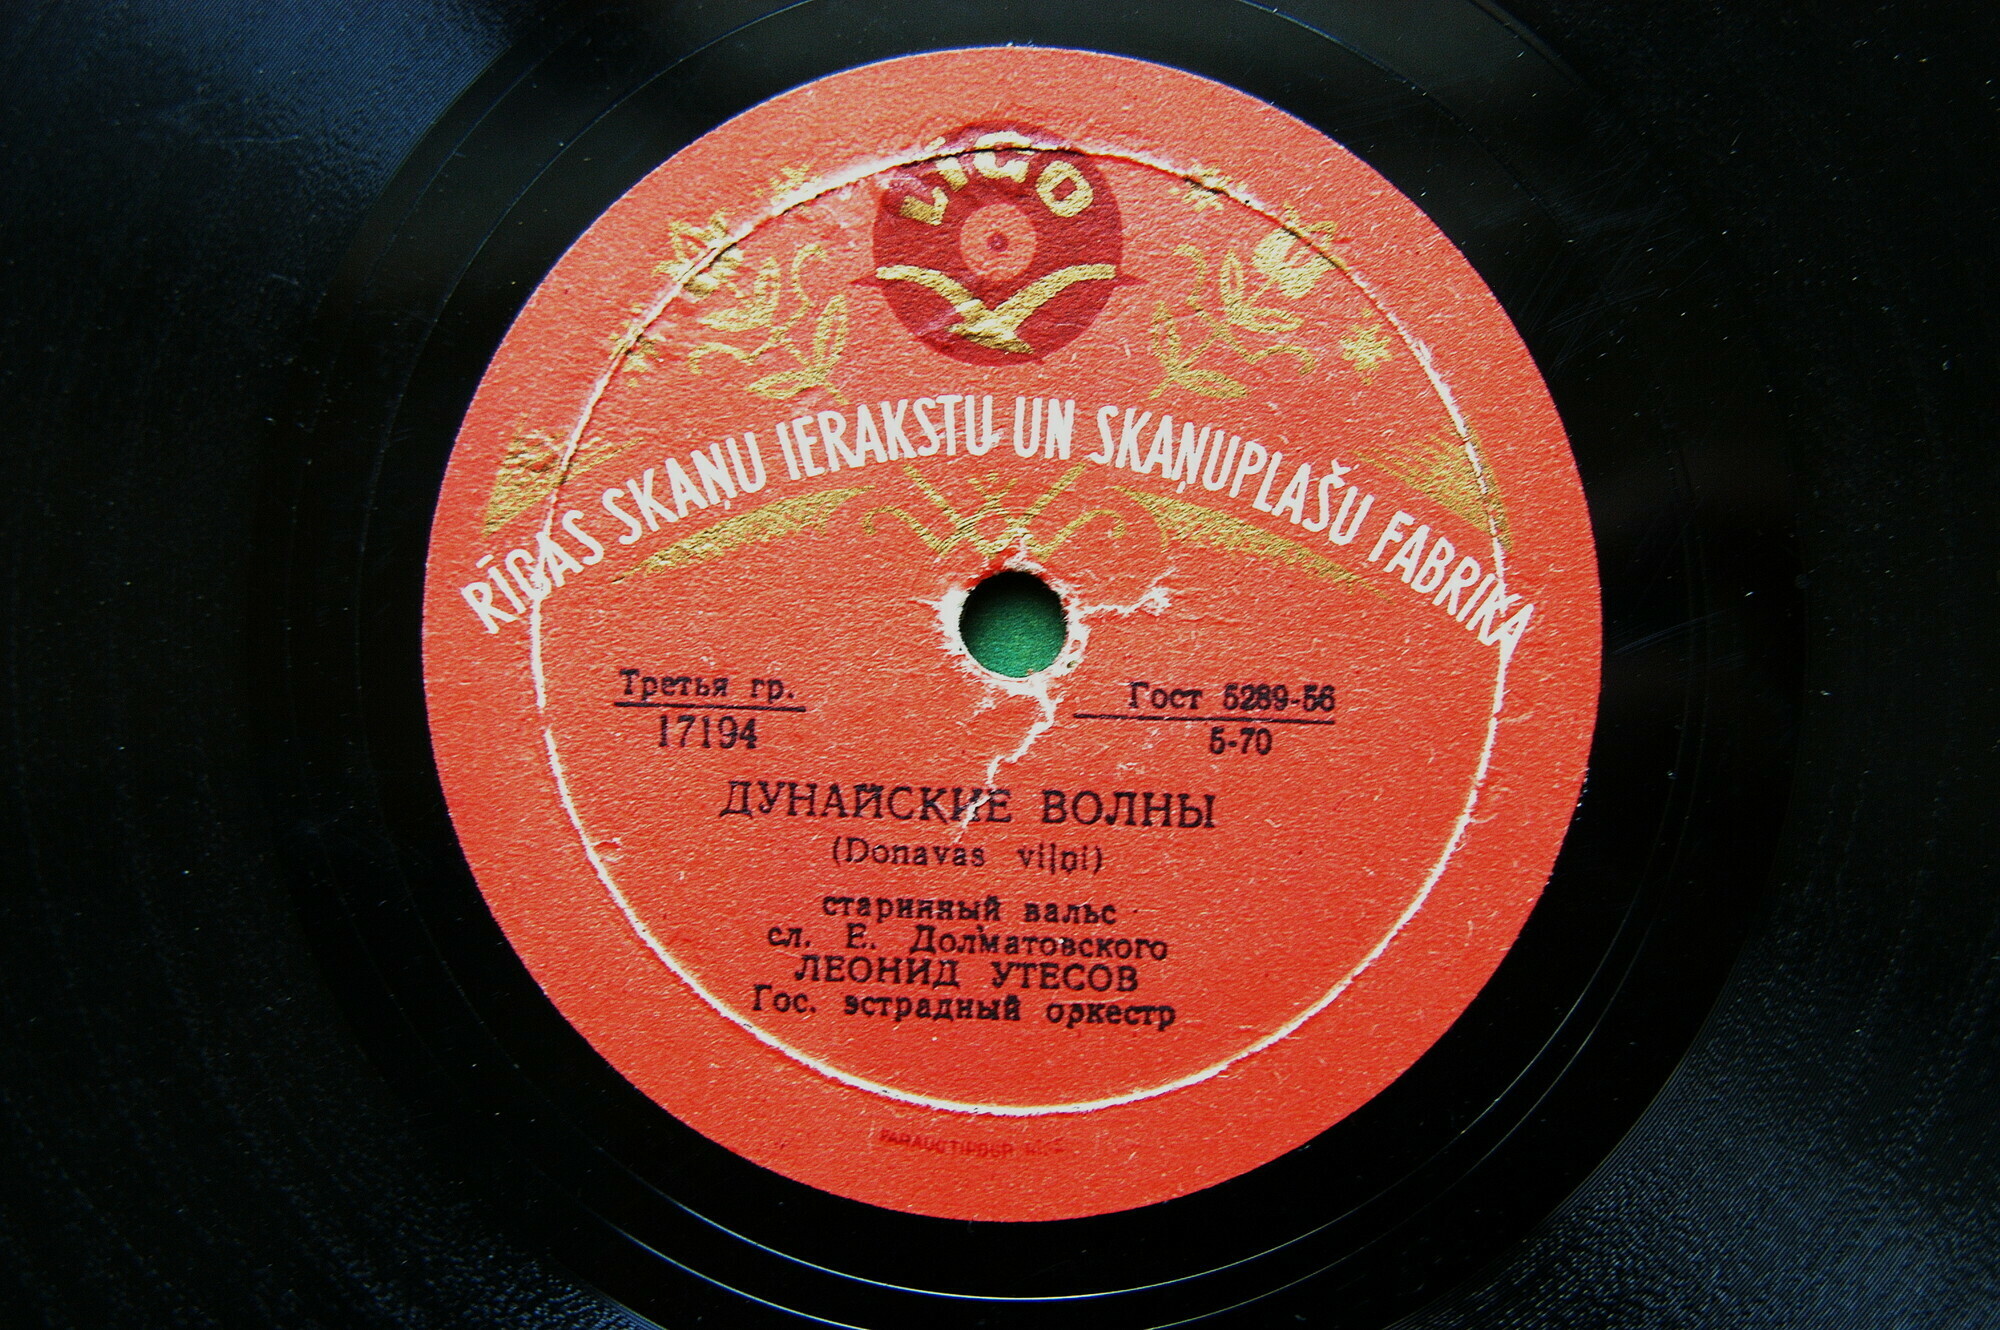 LĪGO
RĪGAS SKAŅU IERAKSTU UN SKAŅUPLAŠU FABRIKA
Третья гр.
17194
Гост 5289-56
5-70
ДУНАЙСКИЕ ВОЛНЫ
(Donavas viļņi)
старинный вальс
сл. Е. Долматовского
ЛЕОНИД УТЕСОВ
Гос. эстрадный оркестр